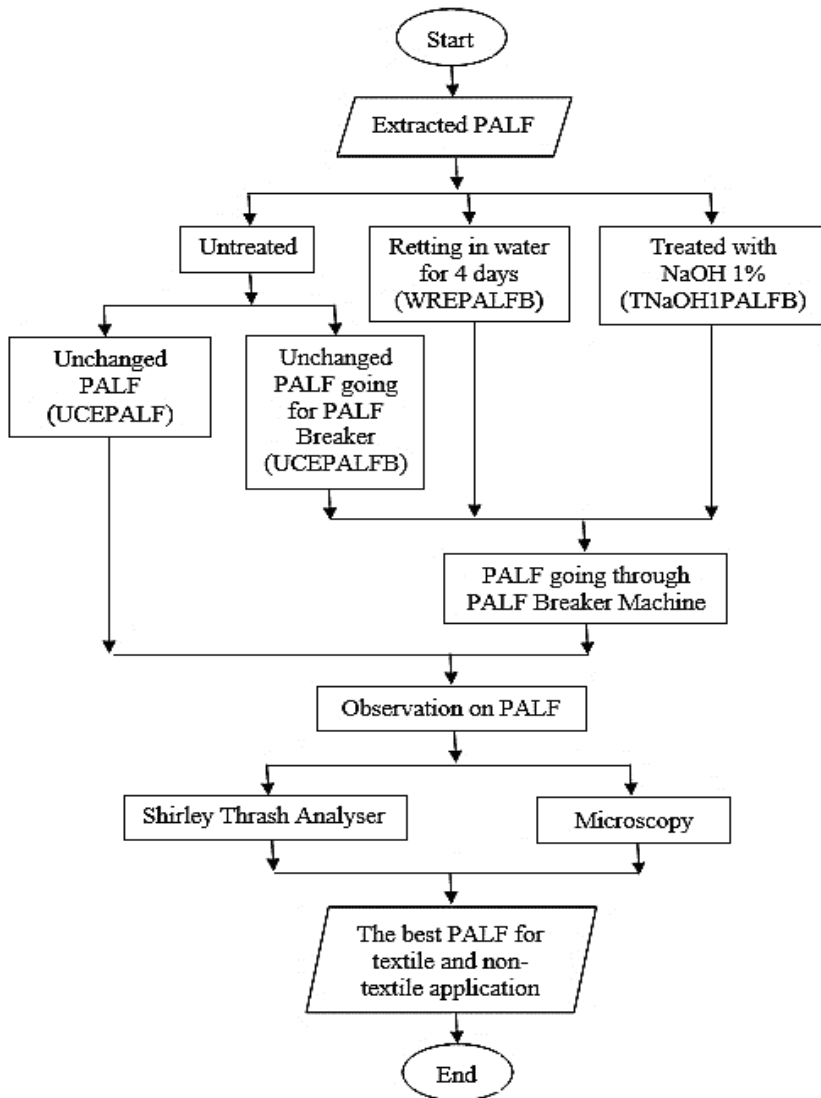 Start
Extracted PALF
Untreated
Retting in water
for 4 days
(WREPALFB)
Treated with
NaOH 1%
(TNaOH1PALFB)
Unchanged
PALF
(UCEPALF)
Unchanged
PALF going
for PALF
Breaker
(UCEPALFB)
PALF going through
PALF Breaker Machine
Observation on PALF
Shirley Thrash Analyser
Microscopy
The best PALF for
textile and non-
textile application
End